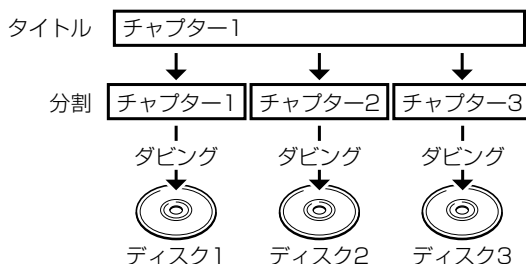 タイトル チャプター1
分割 チャプター1 チャプター2 チャプター3
ダビング ダビング ダビング
ディスク1 ディスク2 ディスク3